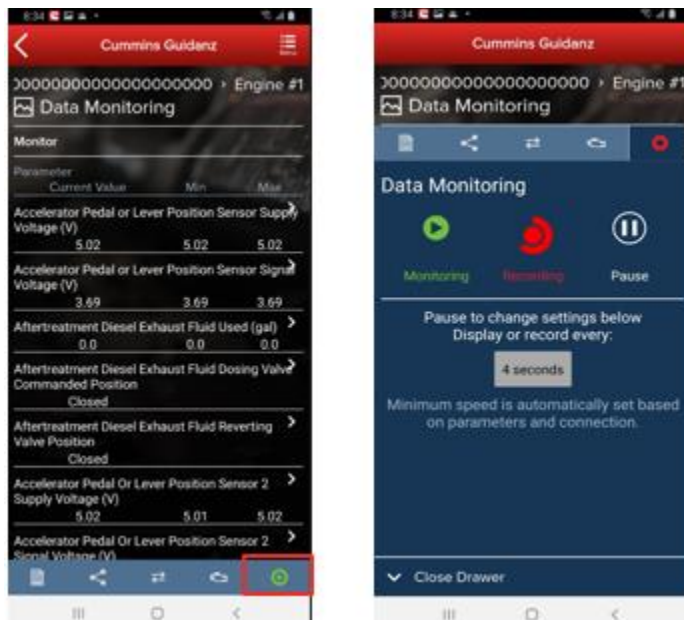 8:34
Cummins Guidanz
Menu
00000000000000000000 › Engine #1
Data Monitoring
Monitor
Parameter
Current Value Min Max
Accelerator Pedal or Lever Position Sensor Supply
Voltage (V)
5.02 5.02 5.02
Accelerator Pedal or Lever Position Sensor Signal
Voltage (V)
3.69 3.69 3.69
Aftertreatment Diesel Exhaust Fluid Used (gal)
0.0 0.0 0.0
Aftertreatment Diesel Exhaust Fluid Dosing Valve
Commanded Position
Closed
Aftertreatment Diesel Exhaust Fluid Reverting
Valve Position
Closed
Accelerator Pedal Or Lever Position Sensor 2
Supply Voltage (V)
5.02 5.01 5.02
Accelerator Pedal Or Lever Position Sensor 2
Signal Voltage (V)
8:34
Cummins Guidanz
00000000000000000000 › Engine #1
Data Monitoring
Data Monitoring
Monitoring Recording Pause
Pause to change settings below
Display or record every:
4 seconds
Minimum speed is automatically set based
on parameters and connection.
Close Drawer